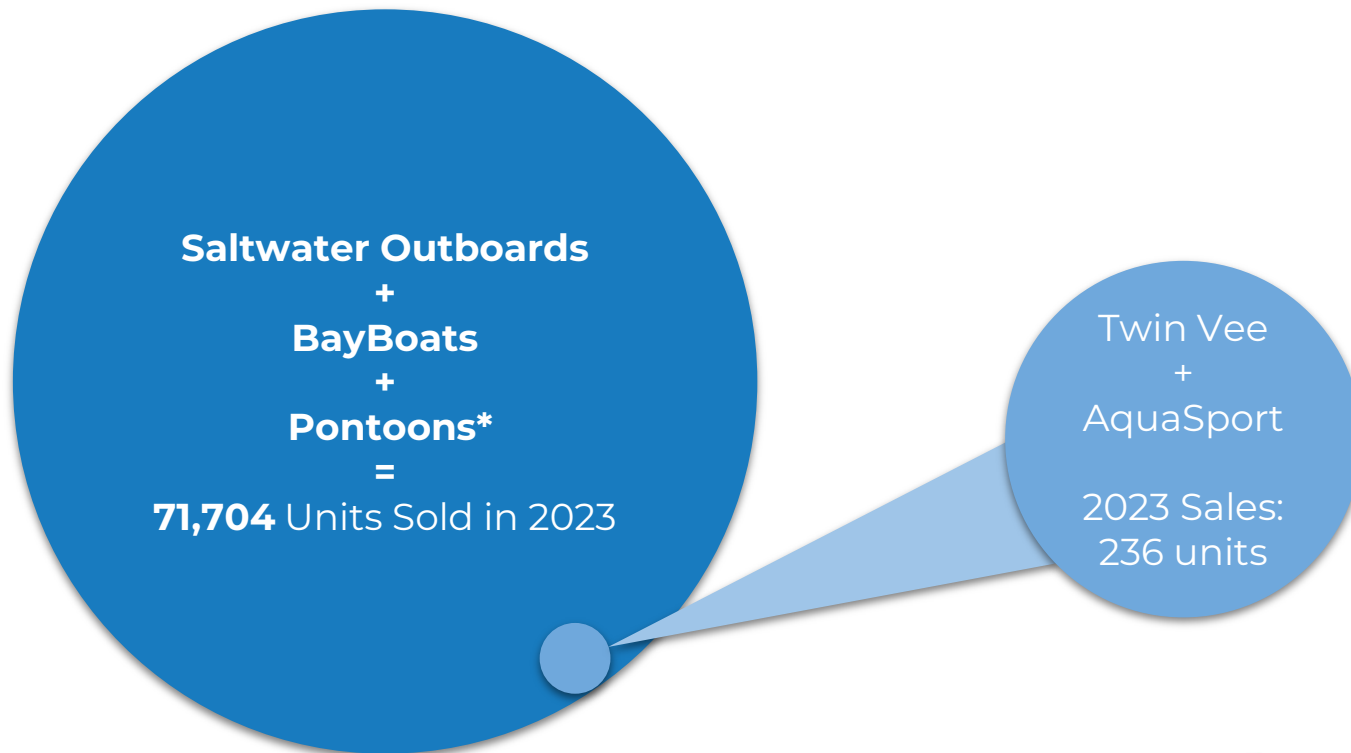 Saltwater Outboards
+
BayBoats
+
Pontoons*
=
71,704 Units Sold in 2023
Twin Vee
+
AquaSport
2023 Sales:
236 units